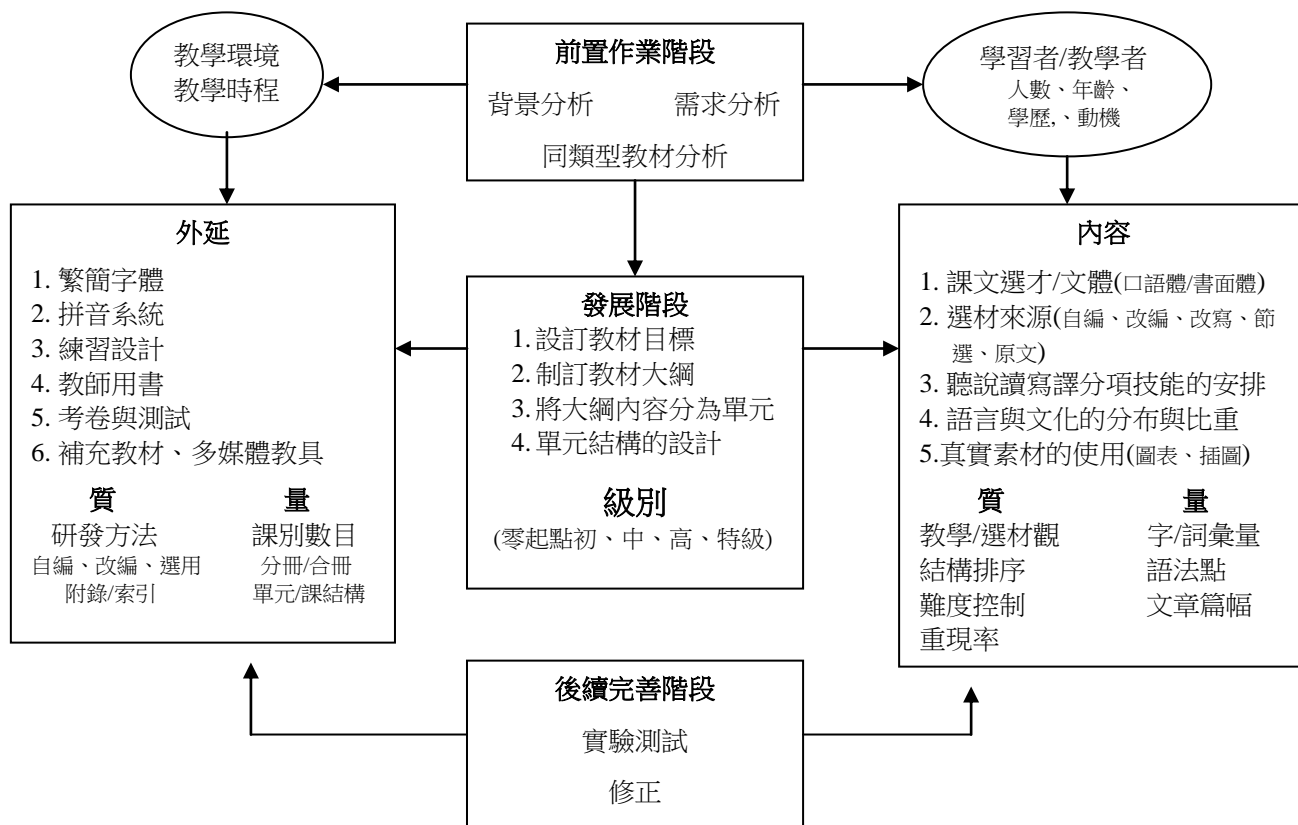 教學環境
教學時程
前置作業階段
背景分析 需求分析
同類型教材分析
學習者/教學者
人數、年齡、
學歷,、動機
外延
1. 繁簡字體
2. 拼音系統
3. 練習設計
4. 教師用書
5. 考卷與測試
6. 補充教材、多媒體教具
質 量
研發方法 課別數目
自編、改編、選用 分冊/合冊
附錄/索引 單元/課結構
發展階段
1. 設訂教材目標
2. 制訂教材大綱
3. 將大綱內容分為單元
4. 單元結構的設計
級別
(零起點初、中、高、特級)
內容
1. 課文選才/文體(口語體/書面體)
2. 選材來源(自編、改編、改寫、節
選、原文)
3. 聽說讀寫譯分項技能的安排
4. 語言與文化的分布與比重
5.真實素材的使用(圖表、插圖)
質 量
教學/選材觀 字/詞彙量
結構排序 語法點
難度控制 文章篇幅
重現率
後續完善階段
實驗測試
修正